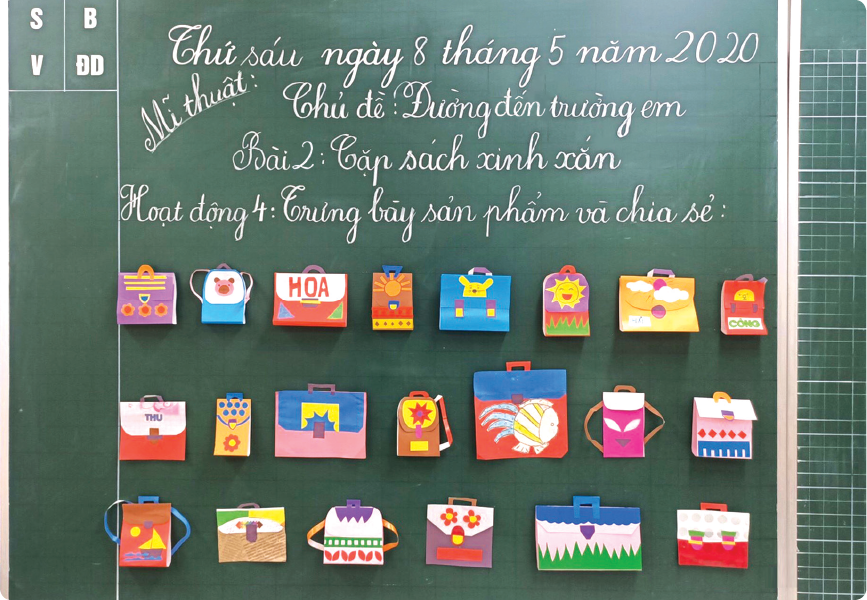 S B
V ĐD
Thứ sáu ngày 8 tháng 5 năm 2020
Mĩ thuật:
Chủ đề: Đường đến trường em
Bài 2: Cặp sách xinh xắn
Hoạt động 4: Trưng bày sản phẩm và chia sẻ:
HOA
CÔNG
THU